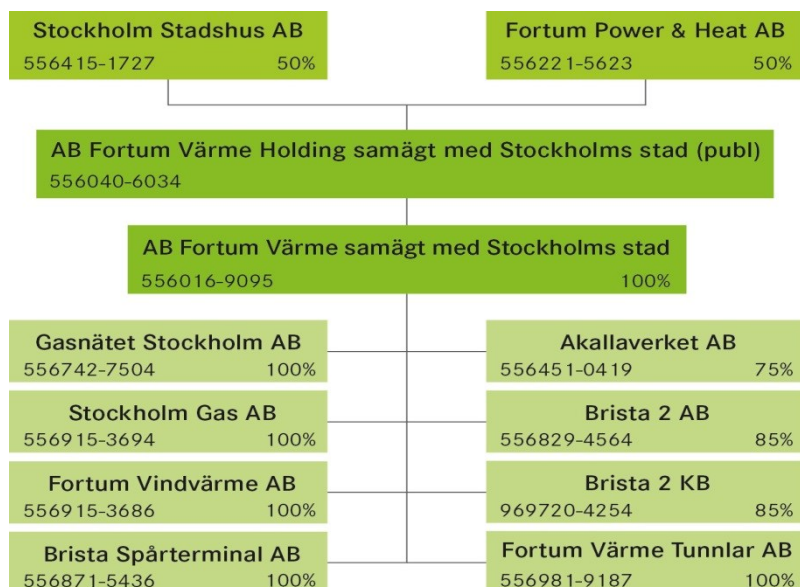 Stockholm Stadshus AB
556415-1727 50%
Fortum Power & Heat AB
556221-5623 50%
AB Fortum Värme Holding samägt med Stockholms stad (publ)
556040-6034
AB Fortum Värme samägt med Stockholms stad
556016-9095 100%
Gasnätet Stockholm AB
556742-7504 100%
Akallaverket AB
556451-0419 75%
Stockholm Gas AB
556915-3694 100%
Brista 2 AB
556829-4564 85%
Fortum Vindvärme AB
556915-3686 100%
Brista 2 KB
969720-4254 85%
Brista Spårterminal AB
556871-5436 100%
Fortum Värme Tunnlar AB
556981-9187 100%